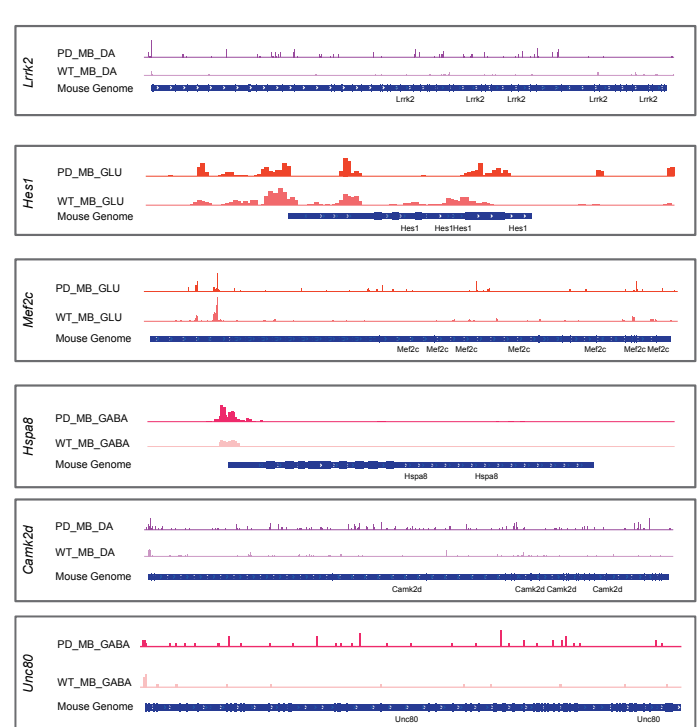 Lrrk2
PD_MB_DA
WT_MB_DA
Mouse Genome
Lrrk2 Lrrk2 Lrrk2 Lrrk2 Lrrk2
Hes1
PD_MB_GLU
WT_MB_GLU
Mouse Genome
Hes1 Hes1Hes1 Hes1
Mef2c
PD_MB_GLU
WT_MB_GLU
Mouse Genome
Mef2c Mef2c Mef2c Mef2c Mef2c Mef2c Mef2c
Hspa8
PD_MB_GABA
WT_MB_GABA
Mouse Genome
Hspa8 Hspa8
Camk2d
PD_MB_DA
WT_MB_DA
Mouse Genome
Camk2d Camk2d Camk2d Camk2d
Unc80
PD_MB_GABA
WT_MB_GABA
Mouse Genome
Unc80 Unc80